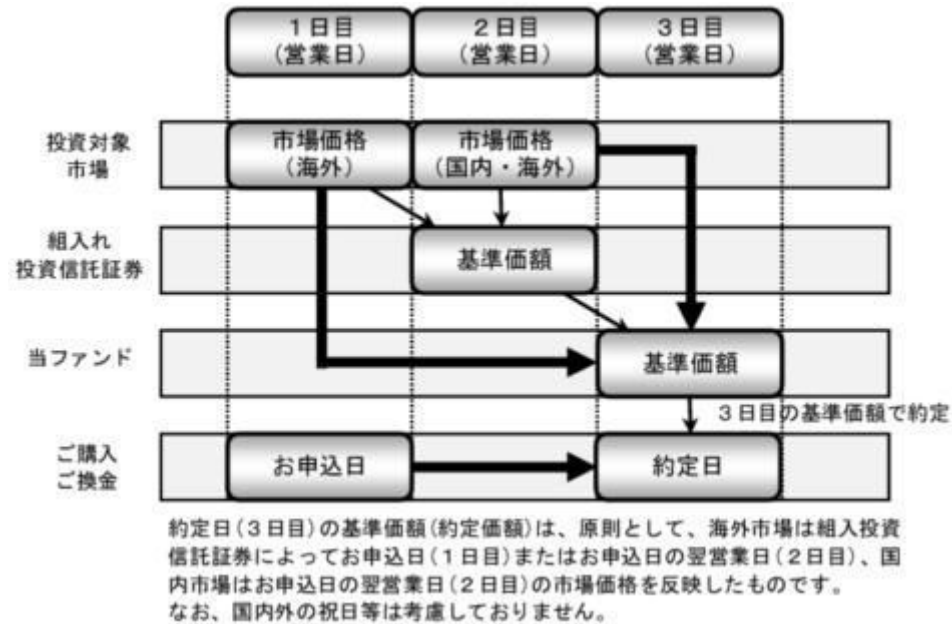 1日目
(営業日)
2日目
(営業日)
3日目
(営業日)
投資対象
市場
市場価格
(海外)
市場価格
(国内・海外)
組入れ
投資信託証券
基準価額
当ファンド
基準価額
3日目の基準価額で約定
ご購入
ご換金
お申込日
約定日
約定日(3日目)の基準価額(約定価額)は、原則として、海外市場は組入投資
信託証券によってお申込日(1日目)またはお申込日の翌営業日(2日目)、国
内市場はお申込日の翌営業日(2日目)の市場価格を反映したものです。
なお、国内外の祝日等は考慮しておりません。